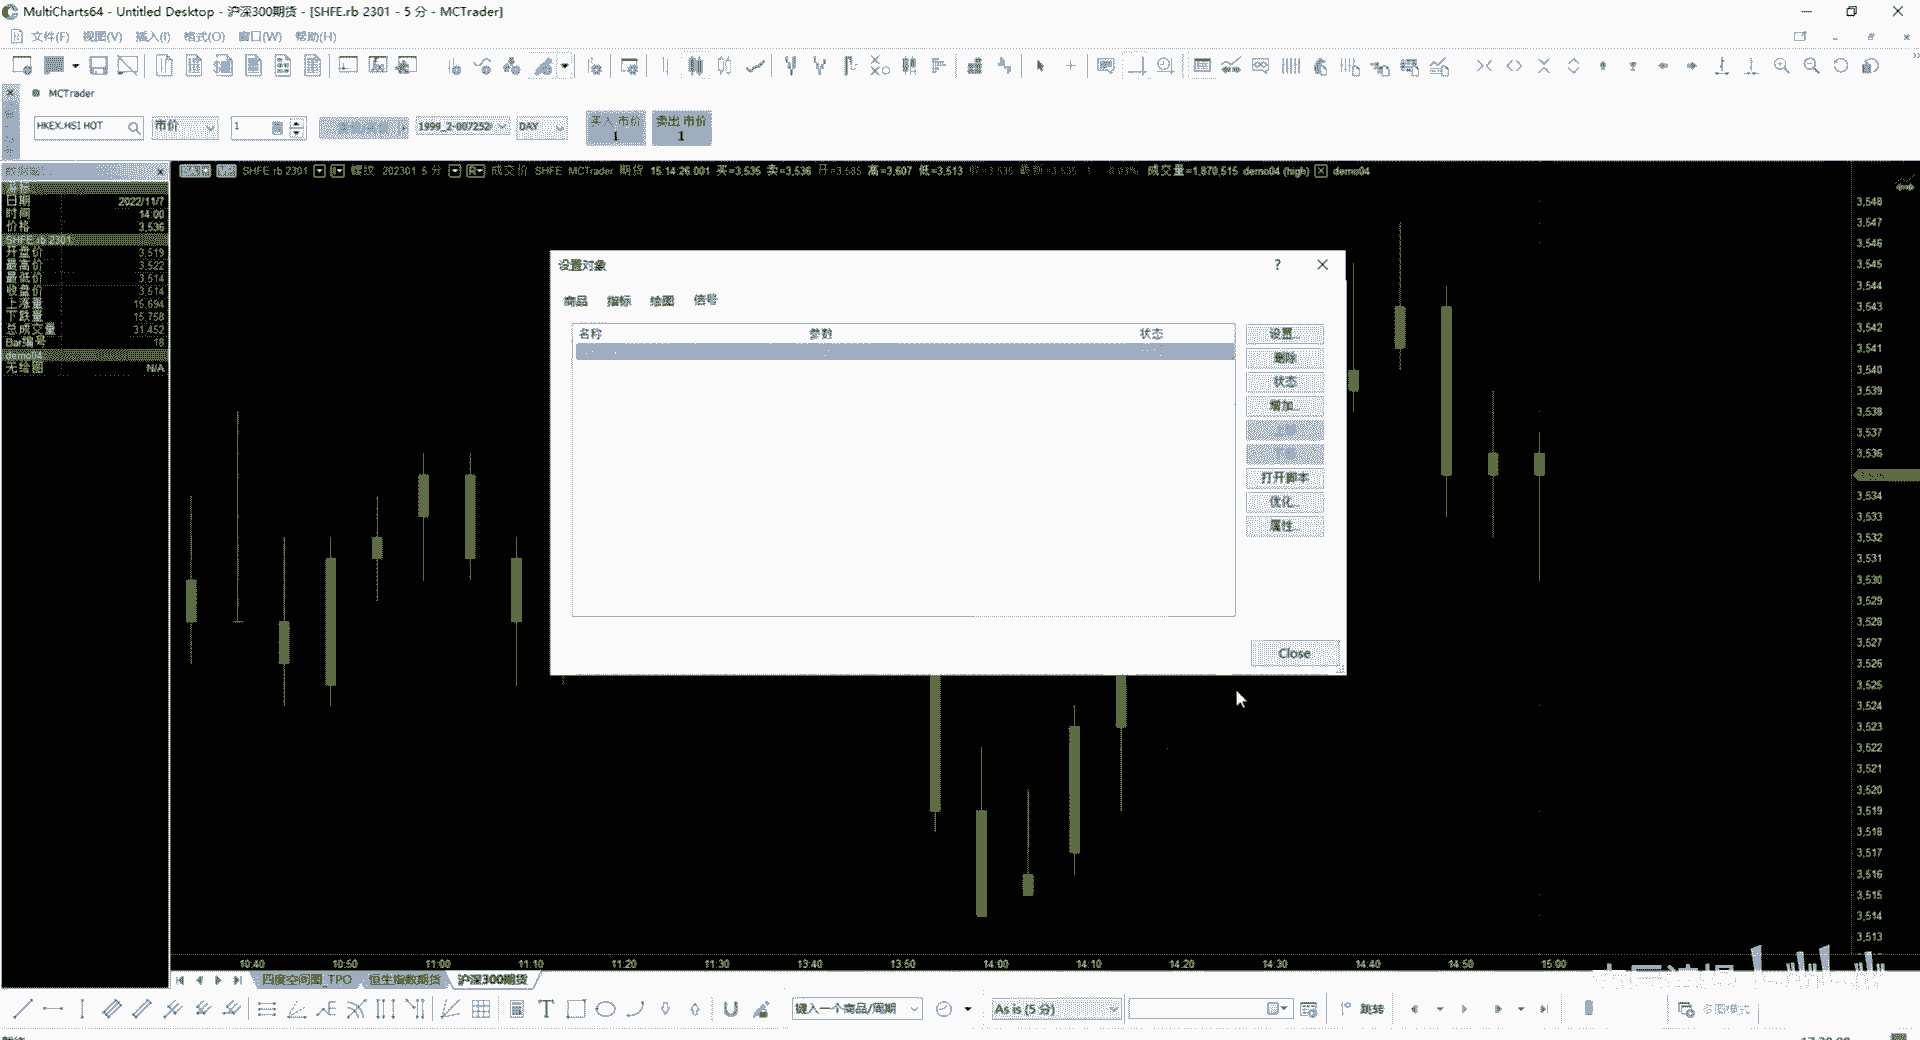 MultiCharts64 - Untitled Desktop - 沪深300期货 - [SHFE.rb 2301 - 5 分 - MCTrader]
文件(F) 视图(V) 插入(I) 格式(O) 窗口(W) 帮助(H)
MCTrader
HKEX.HSI HOT 市价 1 1999_2-007252 DAY 买入 市价 1 卖出 市价 1
SHFE rb 2301 螺纹 202301 5 分 成交价 SHFE MCTrader 期货 15:14:26.001 买=3,535 卖=3,536 开=3,585 高=3,607 低=3,513 成交量=1,870,515 demo04 (high) demo04
日期 2022/11/7
时间 14:00
价格 3,536
SHFE rb 2301
开盘价 3,519
最高价 3,522
最低价 3,514
收盘价 3,514
上涨量 15,694
下跌量 15,758
总成交量 31,452
Bar编号 18
demo04
无绘图 N/A
设置对象 ?
商品 指标 绘图 信号
名称 参数 状态
设置...
删除
状态
增加...
上移
下移
打开脚本
优化...
属性...
Close
3,548
3,547
3,546
3,545
3,544
3,543
3,542
3,541
3,540
3,539
3,538
3,537
3,536
3,534
3,533
3,532
3,531
3,530
3,529
3,528
3,527
3,526
3,525
3,524
3,523
3,522
3,521
3,520
3,519
3,518
3,517
3,516
3,515
3,514
3,513
10:40 10:50 11:00 11:10 11:20 11:30 13:40 13:50 14:00 14:10 14:20 14:30 14:40 14:50 15:00
四度空间图_TPO 恒生指数期货 沪深300期货
键入一个商品/周期 As is (5 分) 跳转 多图模式